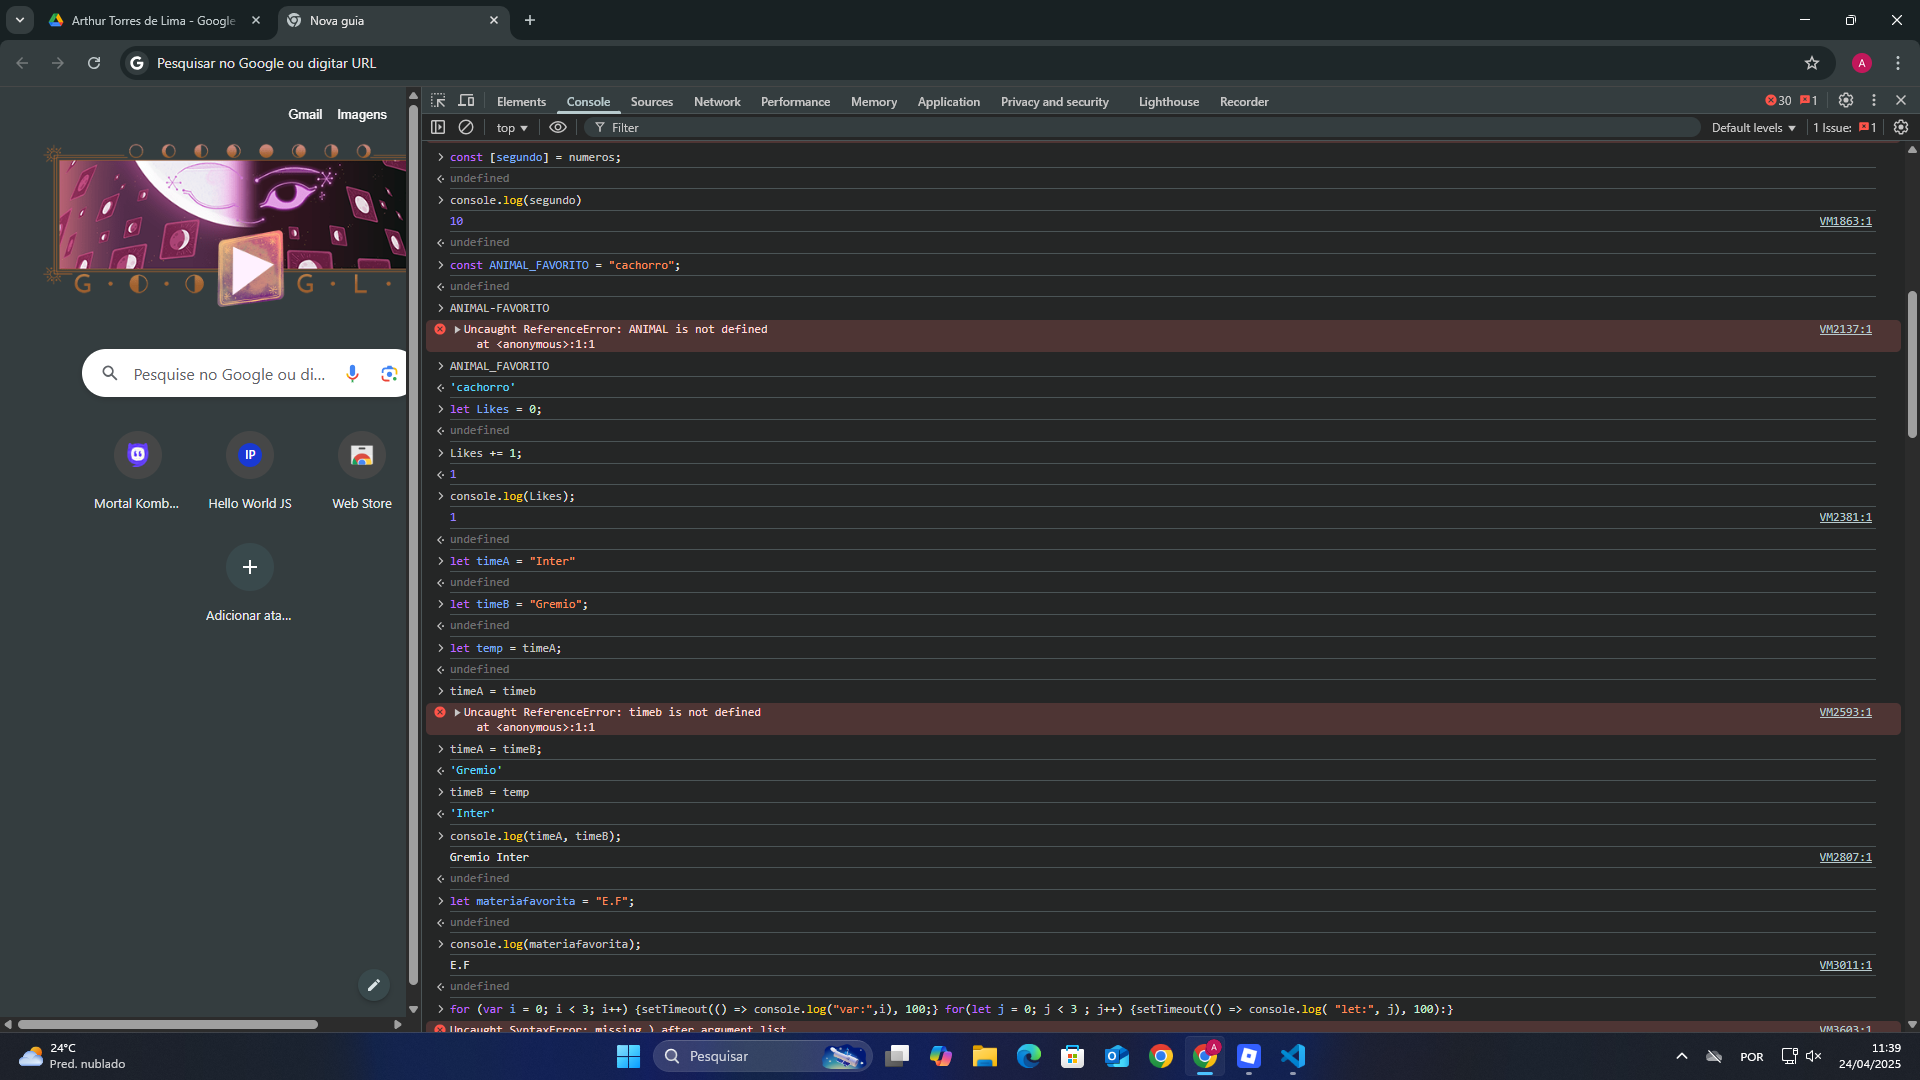 Arthur Torres de Lima - Google
Nova guia
Pesquisar no Google ou digitar URL
A
Gmail Imagens
G O G L
Pesquise no Google ou di...
IP
Mortal Komb...
Hello World JS
Web Store
Adicionar ata...
Elements Console Sources Network Performance Memory Application Privacy and security Lighthouse Recorder
30 1
top Filter Default levels 1 Issue: 1
const [segundo] = numeros;
undefined
console.log(segundo)
10 VM1863:1
undefined
const ANIMAL_FAVORITO = "cachorro";
undefined
ANIMAL-FAVORITO
Uncaught ReferenceError: ANIMAL is not defined VM2137:1
at <anonymous>:1:1
ANIMAL_FAVORITO
'cachorro'
let Likes = 0;
undefined
Likes += 1;
1
console.log(Likes);
1 VM2381:1
undefined
let timeA = "Inter"
undefined
let timeB = "Gremio";
undefined
let temp = timeA;
undefined
timeA = timeb
Uncaught ReferenceError: timeb is not defined VM2593:1
at <anonymous>:1:1
timeA = timeB;
'Gremio'
timeB = temp
'Inter'
console.log(timeA, timeB);
Gremio Inter VM2807:1
undefined
let materiafavorita = "E.F";
undefined
console.log(materiafavorita);
E.F VM3011:1
undefined
for (var i = 0; i < 3; i++) {setTimeout(() => console.log("var:",i), 100;} for(let j = 0; j < 3 ; j++) {setTimeout(() => console.log( "let:", j), 100):}
Uncaught SyntaxError: missing ) after argument list VM3603:1
24°C
Pred. nublado
Pesquisar
A
POR
11:39
24/04/2025